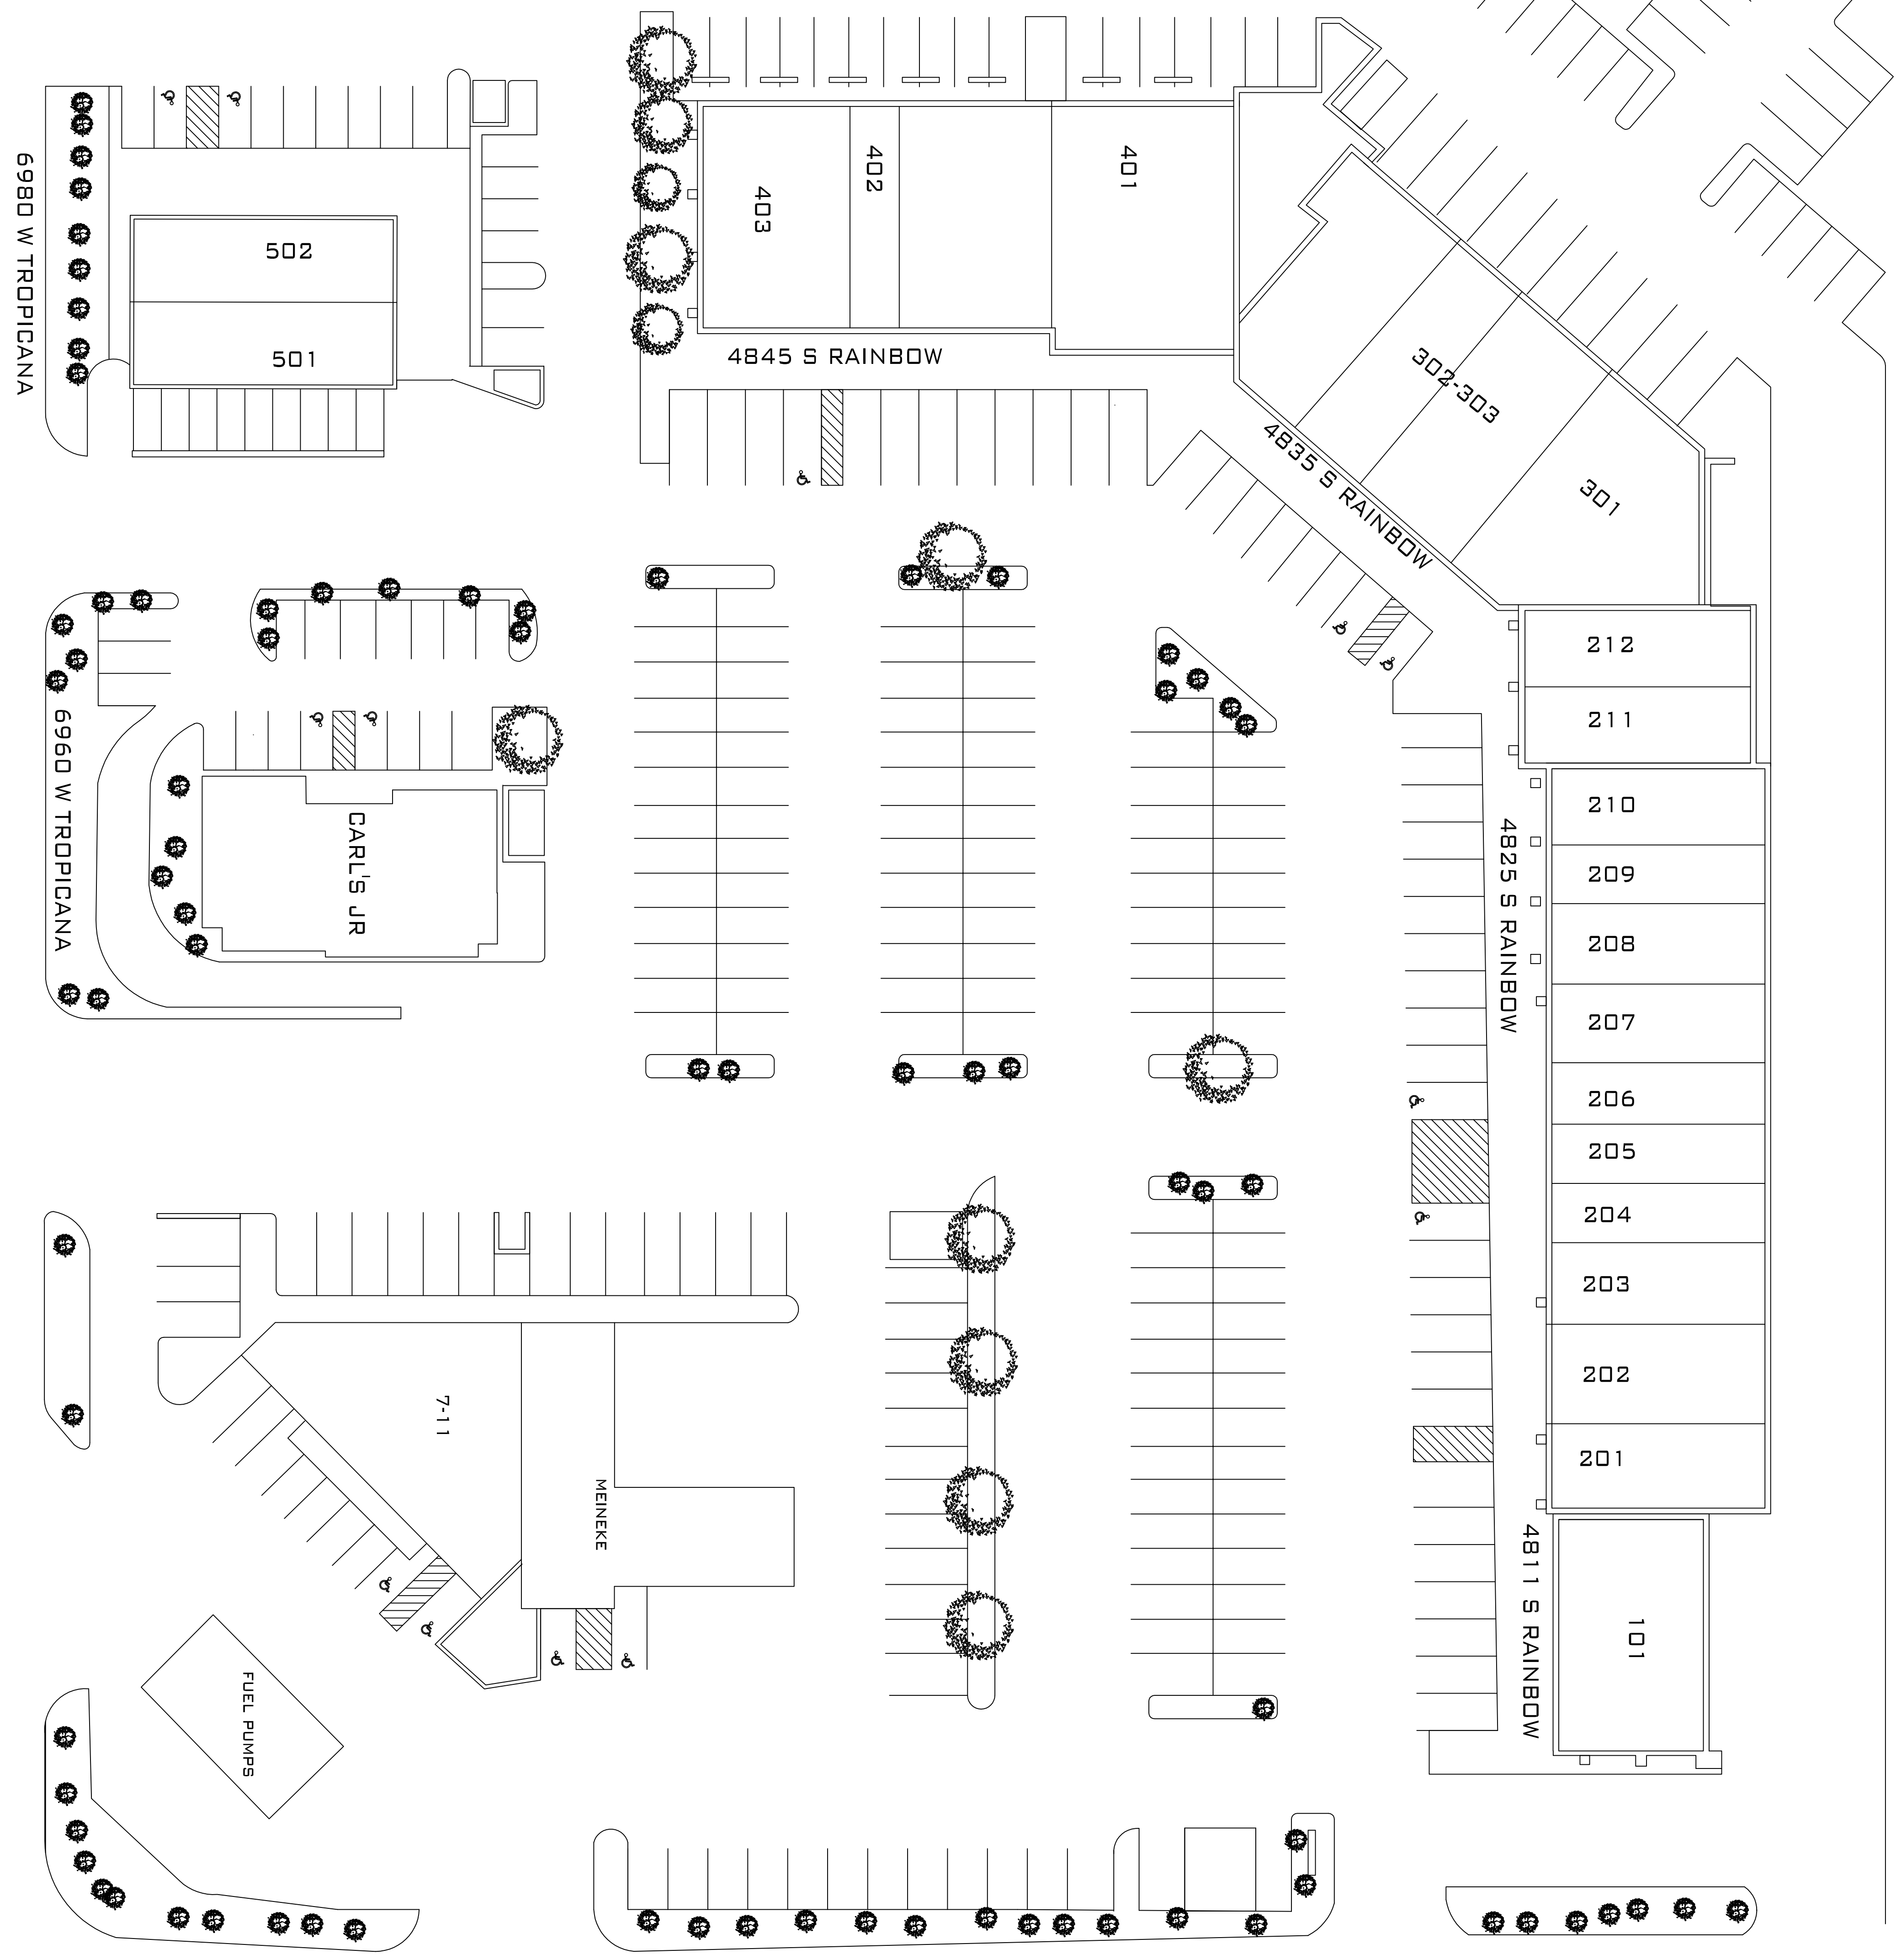 6980 W TROPICANA
502
501
403
402
401
4845 S RAINBOW
302-303
301
4835 S RAINBOW
6960 W TROPICANA
CARL'S JR
212
211
210
209
208
207
206
205
204
203
202
201
4825 S RAINBOW
7-11
MEINEKE
FUEL PUMPS
101
4811 S RAINBOW